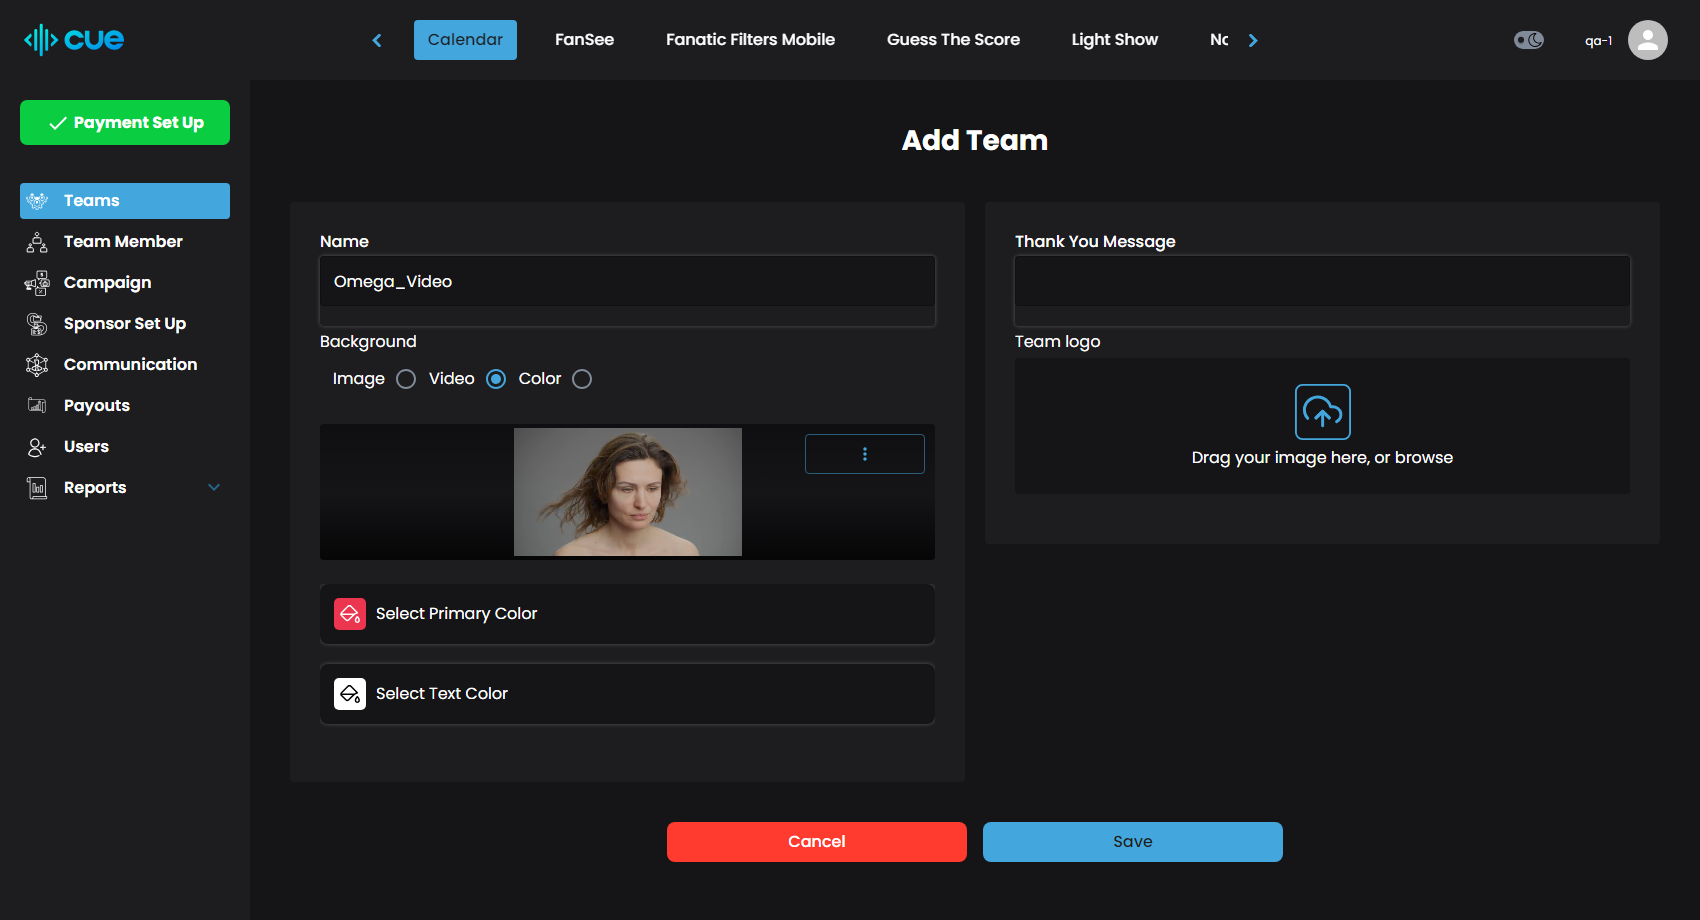 cue
Calendar
FanSee
Fanatic Filters Mobile
Guess The Score
Light Show
qa-1
Payment Set Up
Teams
Team Member
Campaign
Sponsor Set Up
Communication
Payouts
Users
Reports
Add Team
Name
Omega_Video
Background
Image
Video
Color
Select Primary Color
Select Text Color
Thank You Message
Team logo
Drag your image here, or browse
Cancel
Save